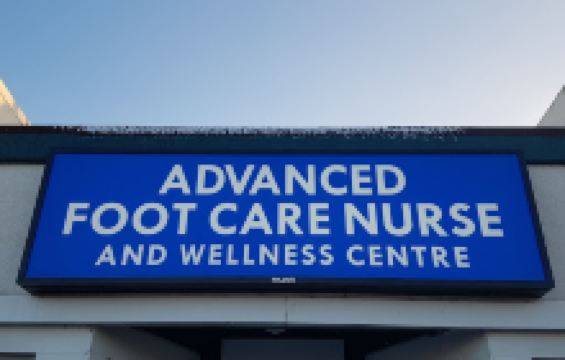 ADVANCED
FOOT CARE NURSE
AND WELLNESS CENTRE